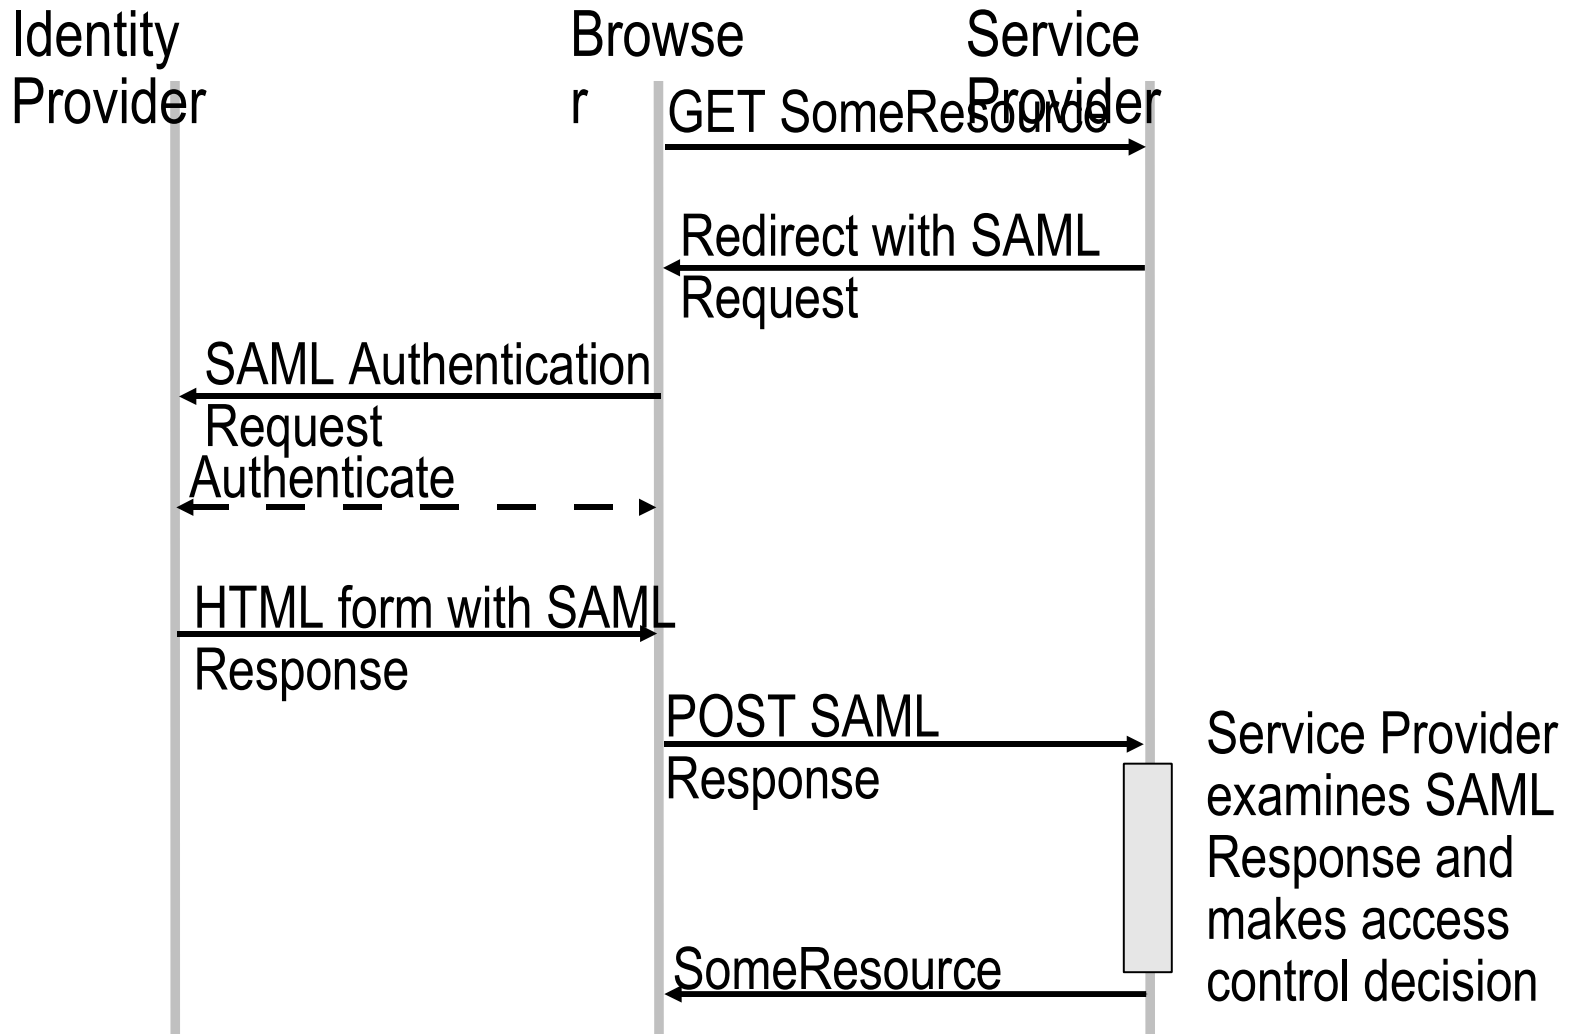 Identity
Provider
Browse
r
Service
Provider
GET SomeResource
Redirect with SAML
Request
SAML Authentication
Request
Authenticate
HTML form with SAML
Response
POST SAML
Response
Service Provider
examines SAML
Response and
makes access
control decision
SomeResource